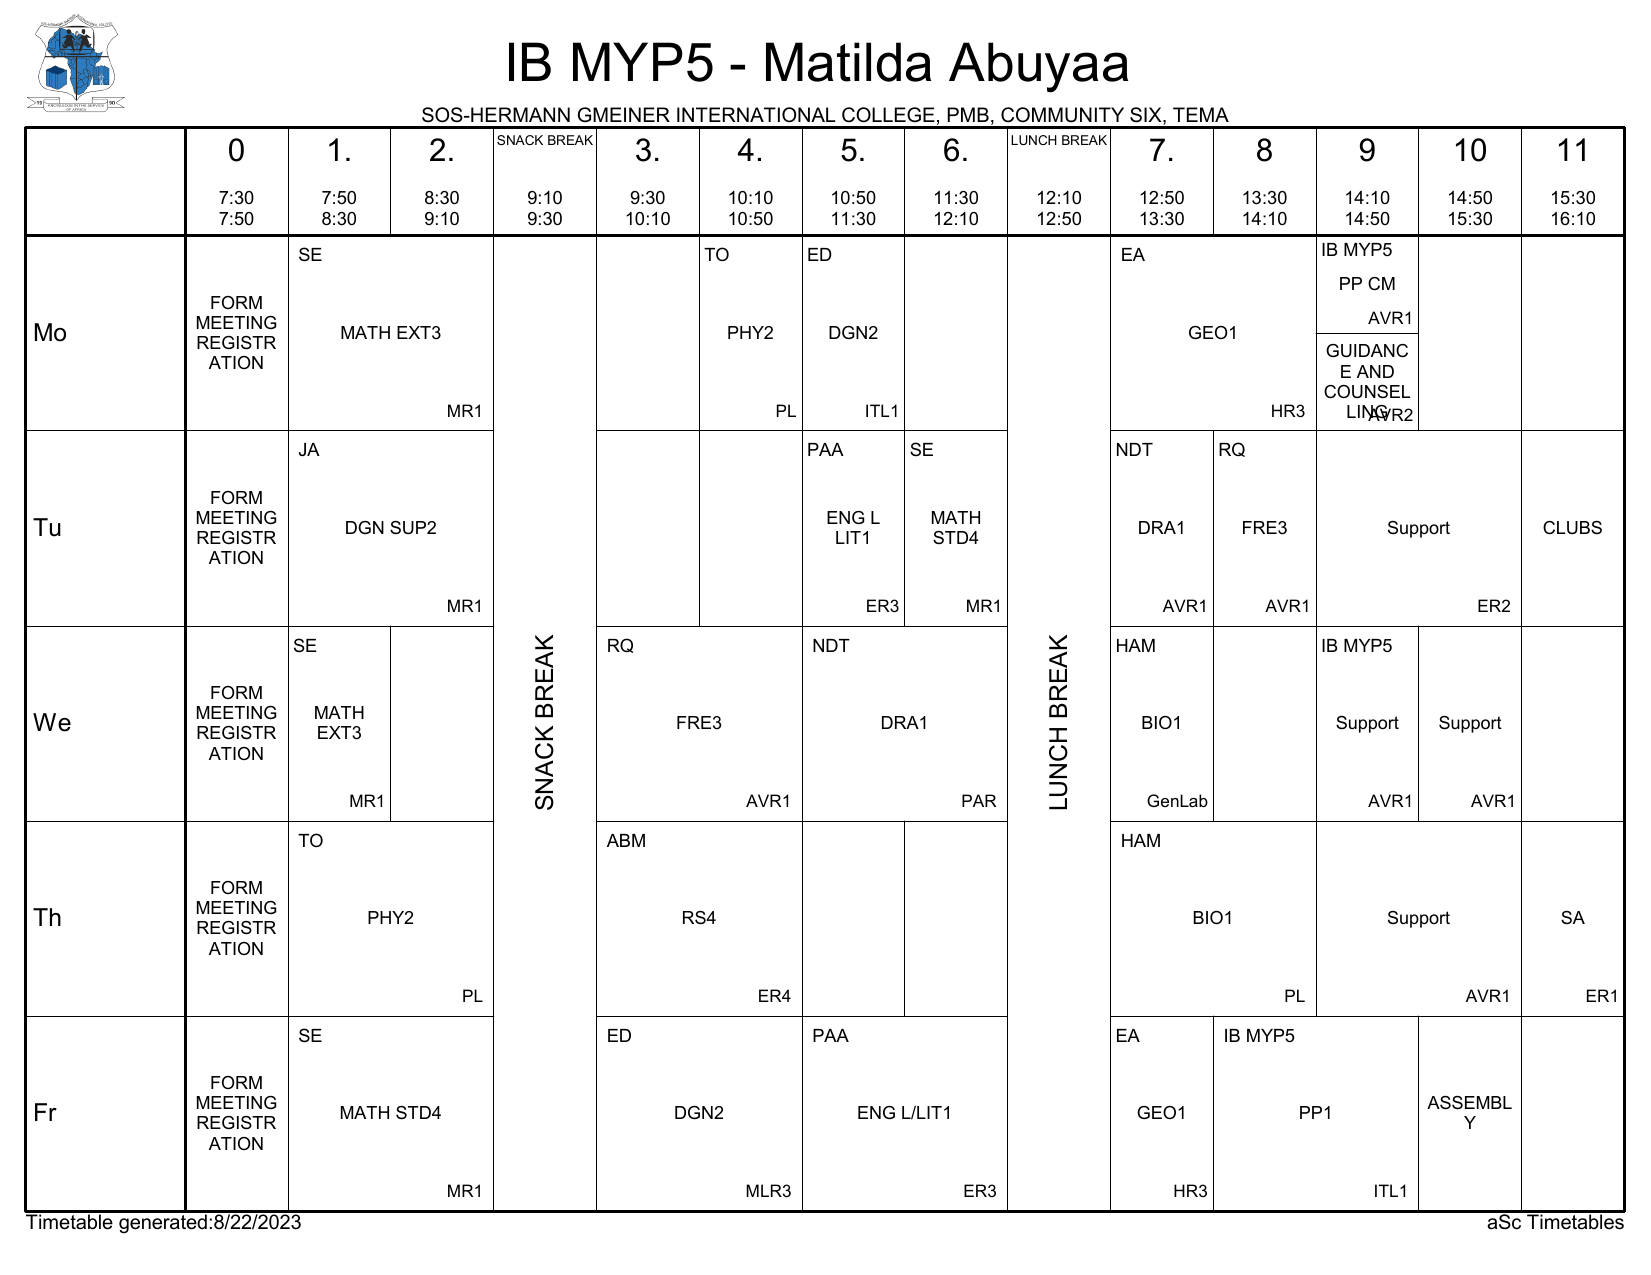 IB MYP5 - Matilda Abuyaa
SOS-HERMANN GMEINER INTERNATIONAL COLLEGE, PMB, COMMUNITY SIX, TEMA
0 1. 2. SNACK BREAK 3. 4. 5. 6. LUNCH BREAK 7. 8 9 10 11
7:30 7:50 8:30 9:10 9:30 10:10 10:50 11:30 12:10 12:50 13:30 14:10 14:50 15:30
7:50 8:30 9:10 9:30 10:10 10:50 11:30 12:10 12:50 13:30 14:10 14:50 15:30 16:10
Mo
FORM
MEETING
REGISTR
ATION
SE
MATH EXT3
MR1
TO
PHY2
PL
ED
DGN2
ITL1
EA
GEO1
HR3
IB MYP5
PP CM
AVR1
GUIDANC
E AND
COUNSEL
LING
AVR2
Tu
FORM
MEETING
REGISTR
ATION
JA
DGN SUP2
MR1
PAA
ENG L
LIT1
ER3
SE
MATH
STD4
MR1
NDT
DRA1
AVR1
RQ
FRE3
AVR1
Support
ER2
CLUBS
We
FORM
MEETING
REGISTR
ATION
SE
MATH
EXT3
MR1
SNACK BREAK
RQ
FRE3
AVR1
NDT
DRA1
PAR
LUNCH BREAK
HAM
BIO1
GenLab
IB MYP5
Support
AVR1
Support
AVR1
Th
FORM
MEETING
REGISTR
ATION
TO
PHY2
PL
ABM
RS4
ER4
HAM
BIO1
PL
Support
AVR1
SA
ER1
Fr
FORM
MEETING
REGISTR
ATION
SE
MATH STD4
MR1
ED
DGN2
MLR3
PAA
ENG L/LIT1
ER3
EA
GEO1
HR3
IB MYP5
PP1
ITL1
ASSEMBL
Y
Timetable generated:8/22/2023
aSc Timetables